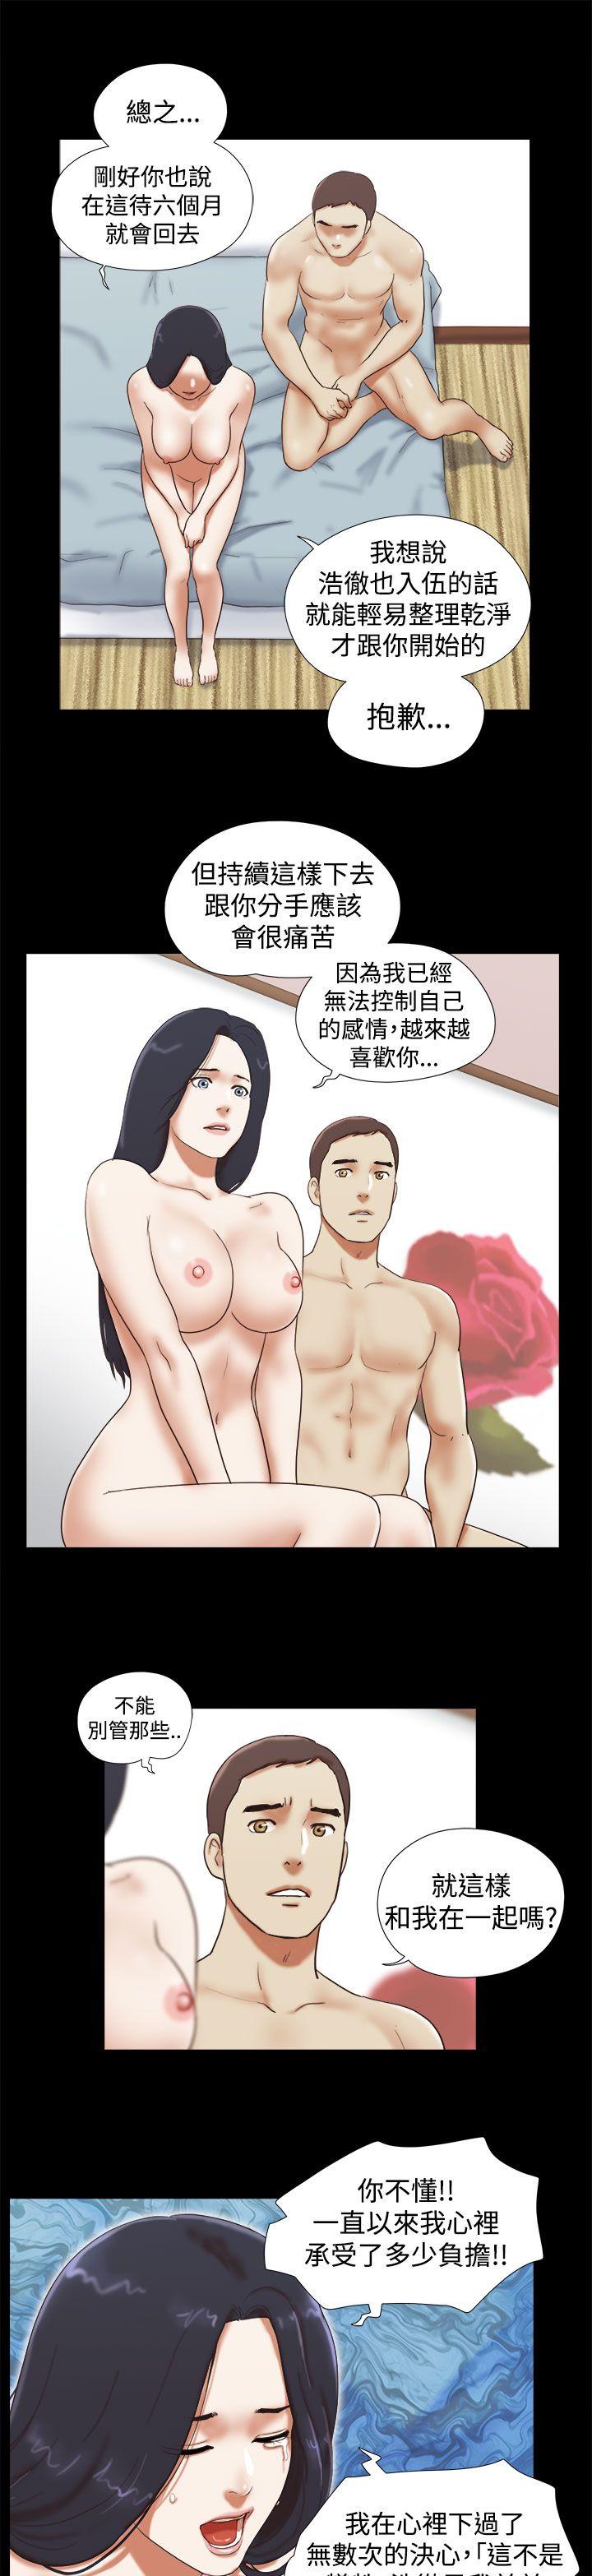 總之...
剛好你也說
在這待六個月
就會回去
我想說
浩徹也入伍的話
就能輕易整理乾淨
才跟你開始的
抱歉...
但持續這樣下去
跟你分手應該
會很痛苦
因為我已經
無法控制自己
的感情，越來越
喜歡你...
不能
別管那些..
就這樣
和我在一起嗎?
你不懂!!
一直以來我心裡
承受了多少負擔!!
我在心裡下過了
無數次的決心，「這不是